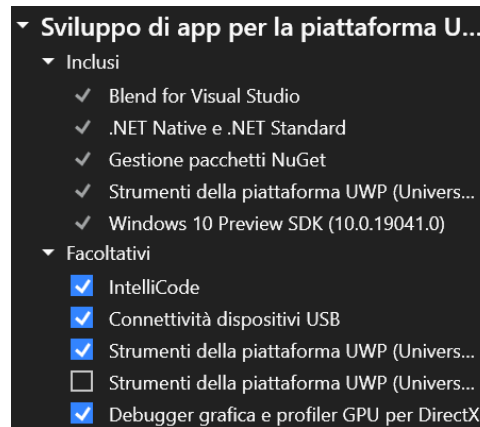 Sviluppo di app per la piattaforma U...
Inclusi
Blend for Visual Studio
.NET Native e .NET Standard
Gestione pacchetti NuGet
Strumenti della piattaforma UWP (Univers...
Windows 10 Preview SDK (10.0.19041.0)
Facoltativi
IntelliCode
Connettività dispositivi USB
Strumenti della piattaforma UWP (Univers...
Strumenti della piattaforma UWP (Univers...
Debugger grafica e profiler GPU per DirectX